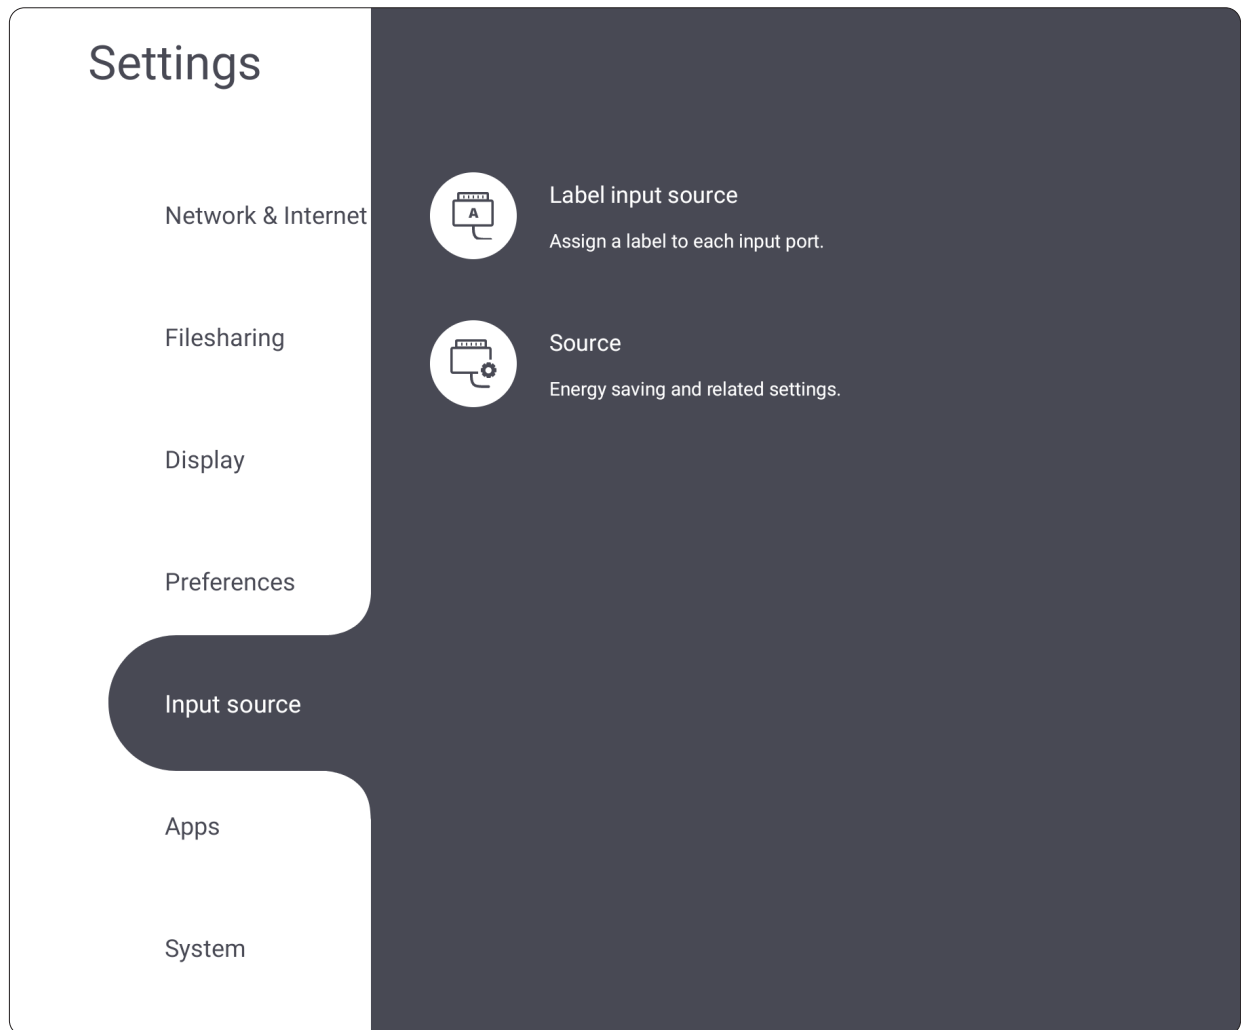 Settings
Network & Internet
Filesharing
Display
Preferences
Input source
Apps
System
A
Label input source
Assign a label to each input port.
Source
Energy saving and related settings.